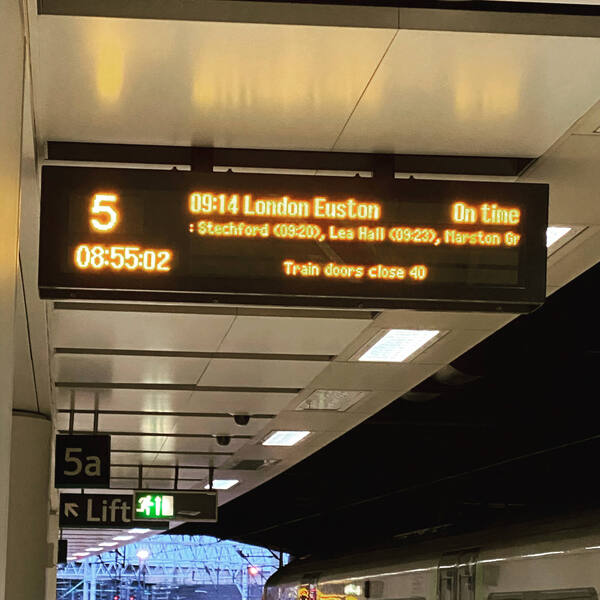 5
09:14 London Euston On time
: Stechford (09:20), Lea Hall (09:23), Marston Gr
08:55:02
Train doors close 40
5a
Lift